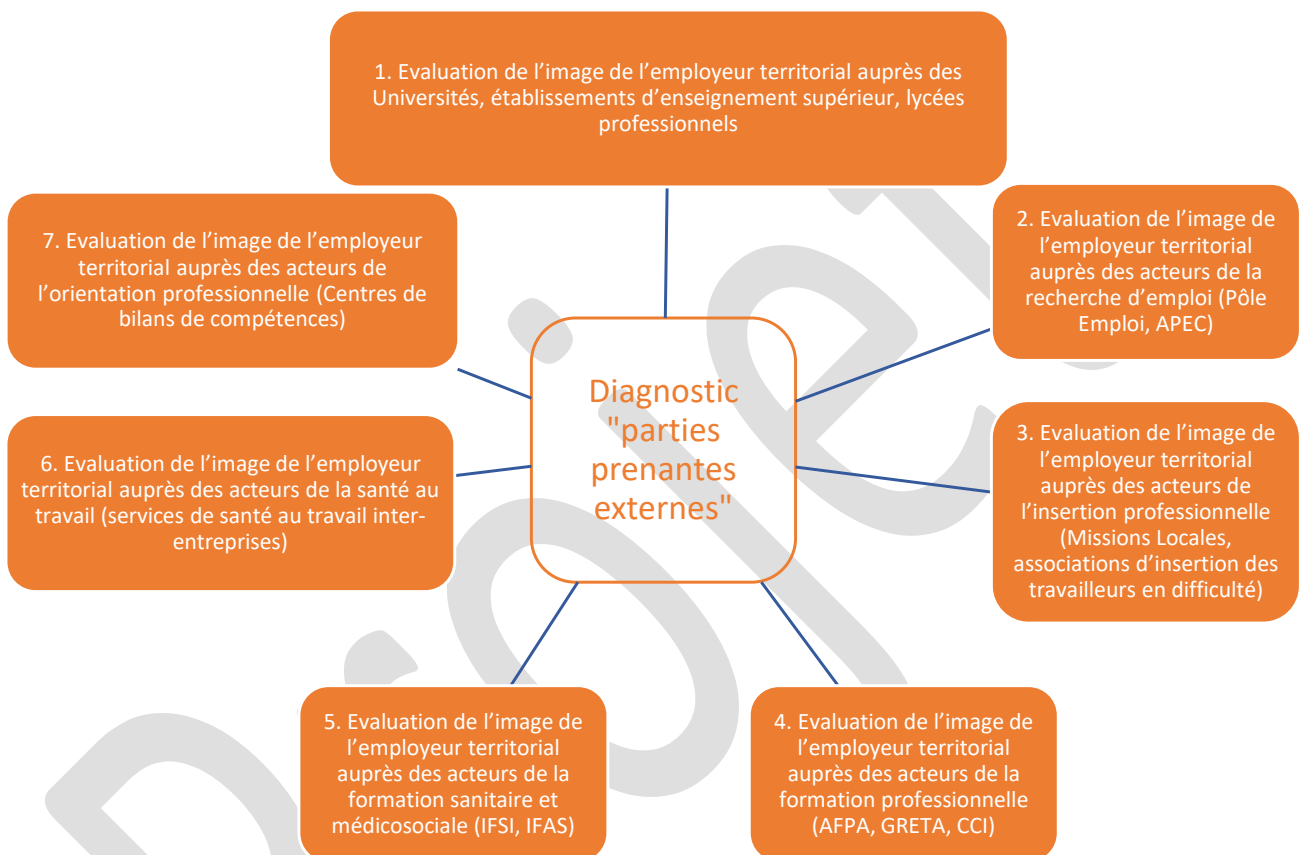 1. Evaluation de l’image de l’employeur territorial auprès des
Universités, établissements d’enseignement supérieur, lycées
professionnels
2. Evaluation de l’image de
l’employeur territorial
auprès des acteurs de la
recherche d’emploi (Pôle
Emploi, APEC)
3. Evaluation de l’image de
l’employeur territorial
auprès des acteurs de
l’insertion professionnelle
(Missions Locales,
associations d’insertion des
travailleurs en difficulté)
4. Evaluation de l’image de
l’employeur territorial
auprès des acteurs de la
formation professionnelle
(AFPA, GRETA, CCI)
5. Evaluation de l’image de
l’employeur territorial
auprès des acteurs de la
formation sanitaire et
médicosociale (IFSI, IFAS)
6. Evaluation de l’image de l’employeur
territorial auprès des acteurs de la santé au
travail (services de santé au travail inter-
entreprises)
7. Evaluation de l’image de l’employeur
territorial auprès des acteurs de
l’orientation professionnelle (Centres de
bilans de compétences)
Diagnostic
"parties
prenantes
externes"
Projet